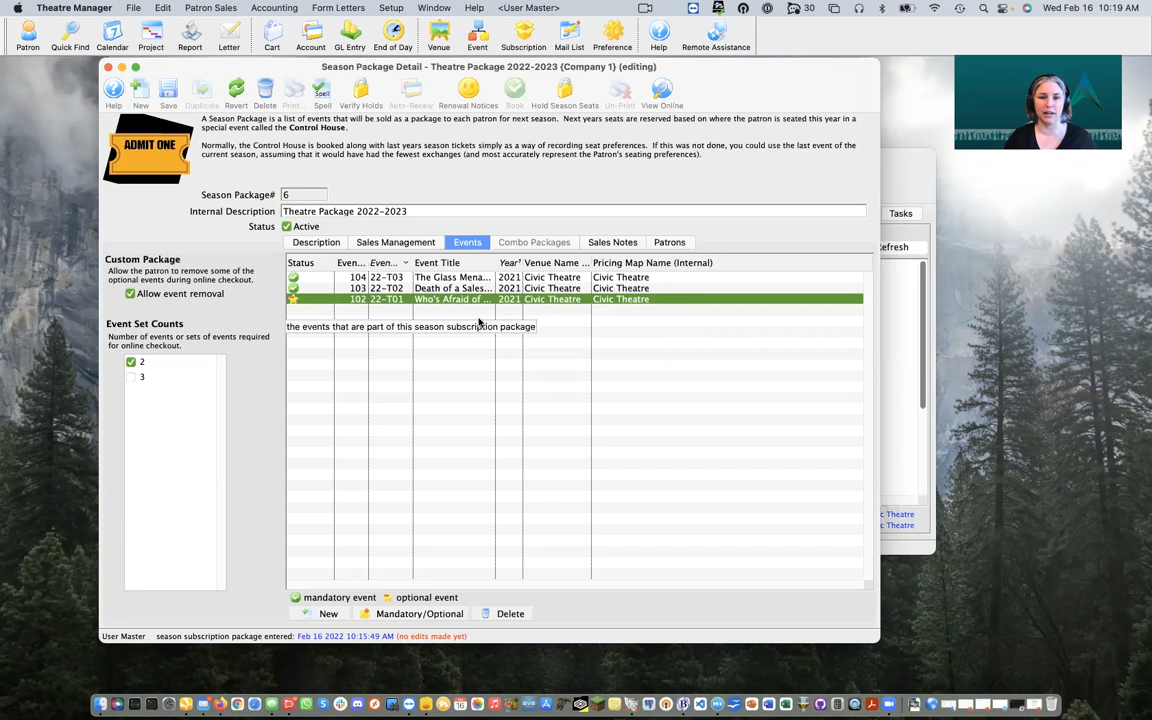 Theatre Manager File Edit Patron Sales Accounting Form Letters Setup Window Help <User Master> 30 Wed Feb 16 10:19 AM
Patron Quick Find Calendar Project Report Letter Cart Account GL Entry End of Day Venue Event Subscription Mail List Preference Help Remote Assistance
Season Package Detail - Theatre Package 2022-2023 {Company 1} (editing)
Help New Save Duplicate Revert Delete Print... Spell Verify Holds Auto-Renew Renewal Notices Book Hold Season Seats Un-Print View Online
A Season Package is a list of events that will be sold as a package to each patron for next season. Next years seats are reserved based on where the patron is seated this year in a
special event called the Control House.
Normally, the Control House is booked along with last years season tickets simply as a way of recording seat preferences. If this was not done, you could use the last event of the
current season, assuming that it would have had the fewest exchanges (and most accurately represent the Patron's seating preferences).
ADMIT ONE
Season Package# 6
Internal Description Theatre Package 2022-2023
Status Active
Description Sales Management Events Combo Packages Sales Notes Patrons
Tasks
efresh
Custom Package
Allow the patron to remove some of the
optional events during online checkout.
Allow event removal
Event Set Counts
Number of events or sets of events required
for online checkout.
2
3
Status Even... Even... Event Title Year Venue Name ... Pricing Map Name (Internal)
104 22-T03 The Glass Mena... 2021 Civic Theatre Civic Theatre
103 22-T02 Death of a Sales... 2021 Civic Theatre Civic Theatre
102 22-T01 Who's Afraid of ... 2021 Civic Theatre Civic Theatre
the events that are part of this season subscription package
c Theatre
c Theatre
mandatory event optional event
New Mandatory/Optional Delete
User Master season subscription package entered: Feb 16 2022 10:15:49 AM (no edits made yet)